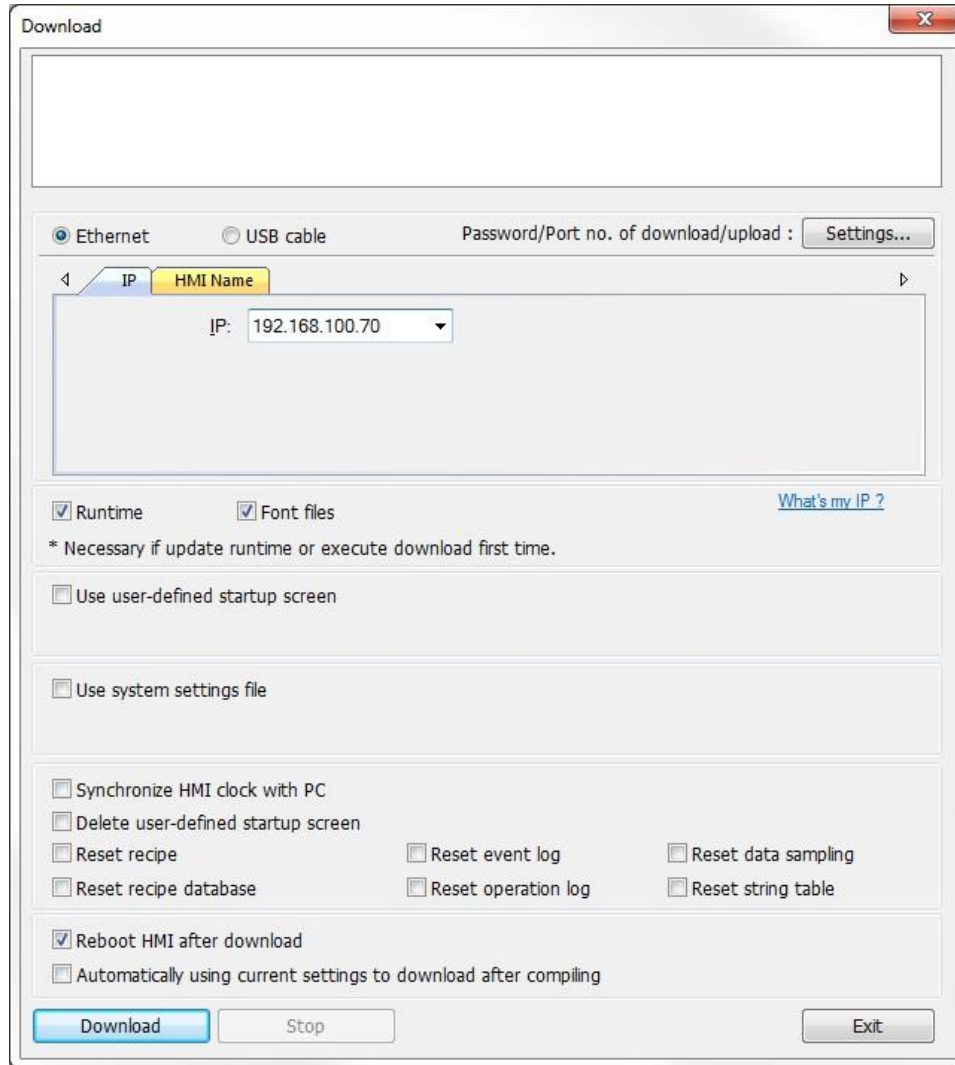 Download
Ethernet USB cable Password/Port no. of download/upload : Settings...
IP HMI Name
IP: 192.168.100.70
Runtime Font files What's my IP ?
* Necessary if update runtime or execute download first time.
Use user-defined startup screen
Use system settings file
Synchronize HMI clock with PC
Delete user-defined startup screen
Reset recipe Reset event log Reset data sampling
Reset recipe database Reset operation log Reset string table
Reboot HMI after download
Automatically using current settings to download after compiling
Download Stop Exit